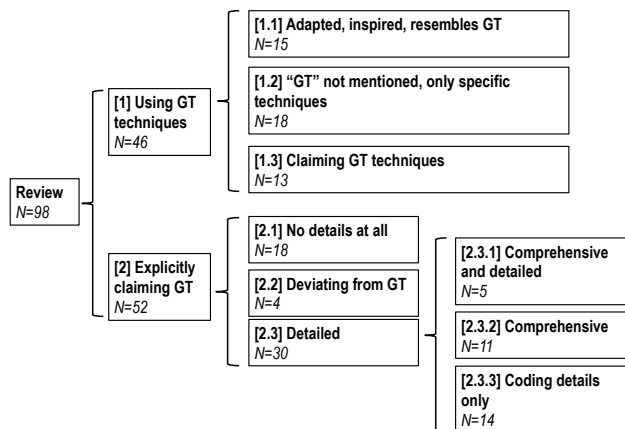 [1.1] Adapted, inspired, resembles GT
N=15
[1.2] “GT” not mentioned, only specific
techniques
N=18
[1] Using GT
techniques
N=46
[1.3] Claiming GT techniques
N=13
Review
N=98
[2] Explicitly
claiming GT
N=52
[2.1] No details at all
N=18
[2.2] Deviating from GT
N=4
[2.3] Detailed
N=30
[2.3.1] Comprehensive
and detailed
N=5
[2.3.2] Comprehensive
N=11
[2.3.3] Coding details
only
N=14